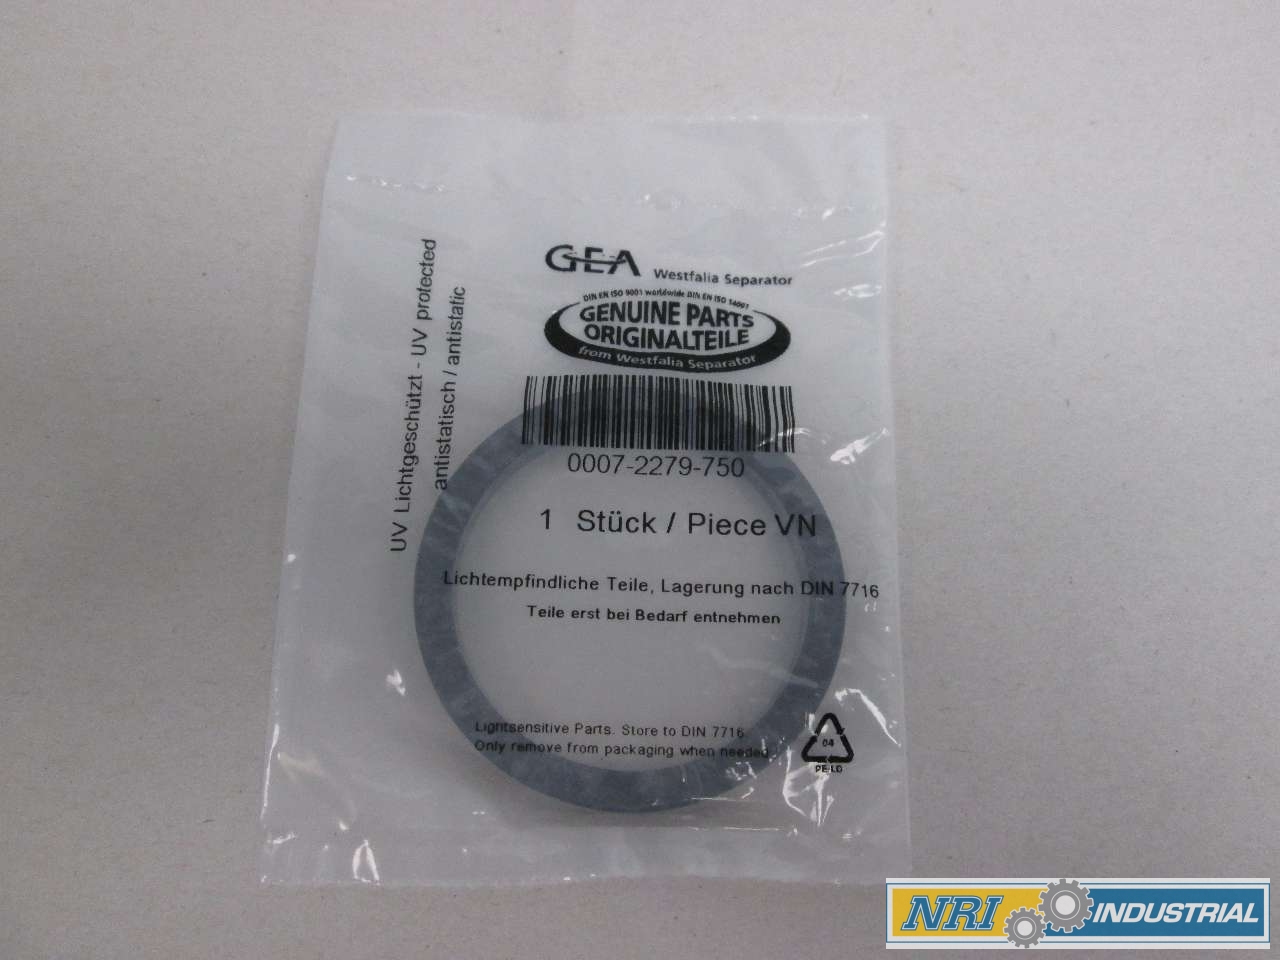 GEA Westfalia Separator
DIN EN ISO 9001 worldwide DIN EN ISO 14001
GENUINE PARTS
ORIGINALTEILE
from Westfalia Separator
UV Lichtgeschützt - UV protected
antistatisch / antistatic
0007-2279-750
1 Stück / Piece VN
Lichtempfindliche Teile, Lagerung nach DIN 7716
Teile erst bei Bedarf entnehmen
Lightsensitive Parts. Store to DIN 7716.
Only remove from packaging when needed.
04
PE-LD
NRI INDUSTRIAL